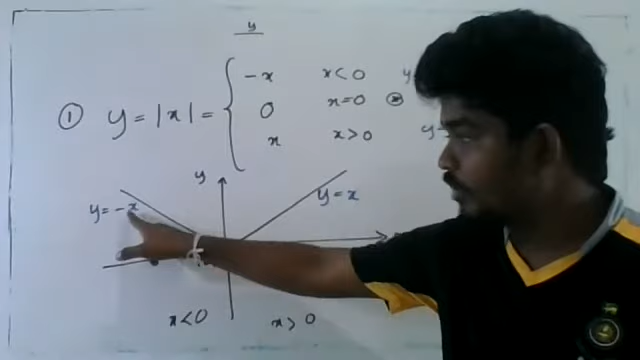 y
① y = |x| = { -x x<0 y
0 x=0 ⊛
x x>0 y=
y
y=-x y=x
x<0 x>0